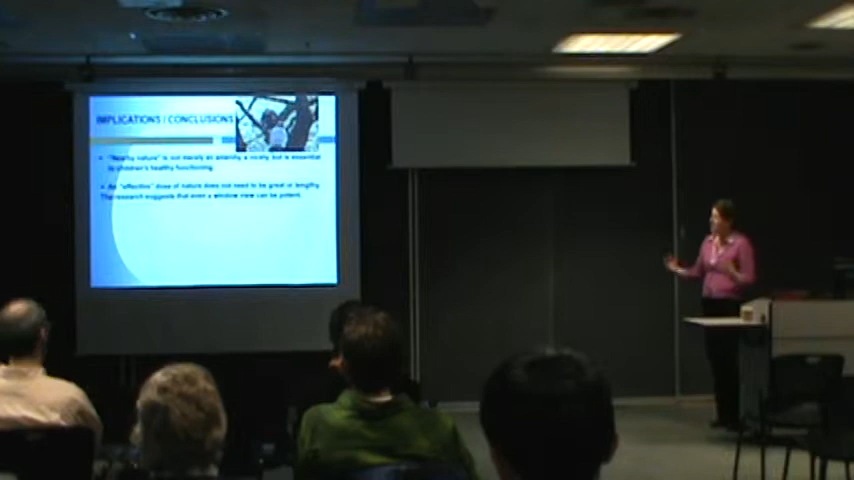 IMPLICATIONS / CONCLUSIONS
• "Nearby nature" is not merely an amenity a nicety but is essential
to children's healthy functioning.
• An "effective" dose of nature does not need to be great or lengthy.
The research suggests that even a window view can be potent.